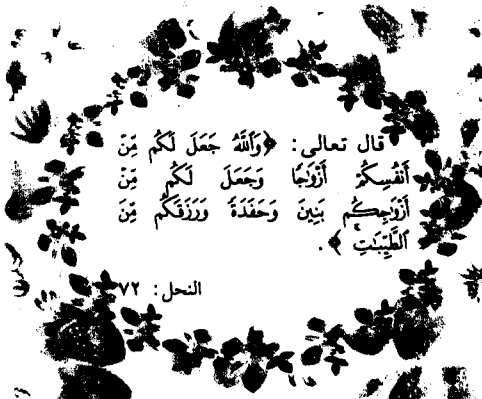 قال تعالى: ﴿وَٱللَّهُ جَعَلَ لَكُم مِّنْ
أَنفُسِكُمْ أَزْوَٰجًا وَجَعَلَ لَكُم مِّنْ
أَزْوَٰجِكُم بَنِينَ وَحَفَدَةً وَرَزَقَكُم مِّنَ
ٱلطَّيِّبَٰتِ﴾.
النحل: ٧٢